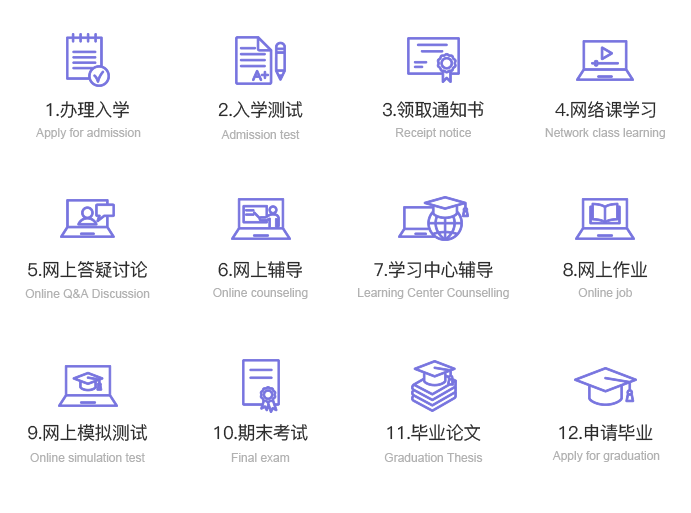 A+
1.办理入学
Apply for admission
2.入学测试
Admission test
3.领取通知书
Receipt notice
4.网络课学习
Network class learning
5.网上答疑讨论
Online Q&A Discussion
6.网上辅导
Online counseling
7.学习中心辅导
Learning Center Counselling
8.网上作业
Online job
9.网上模拟测试
Online simulation test
10.期末考试
Final exam
11.毕业论文
Graduation Thesis
12.申请毕业
Apply for graduation